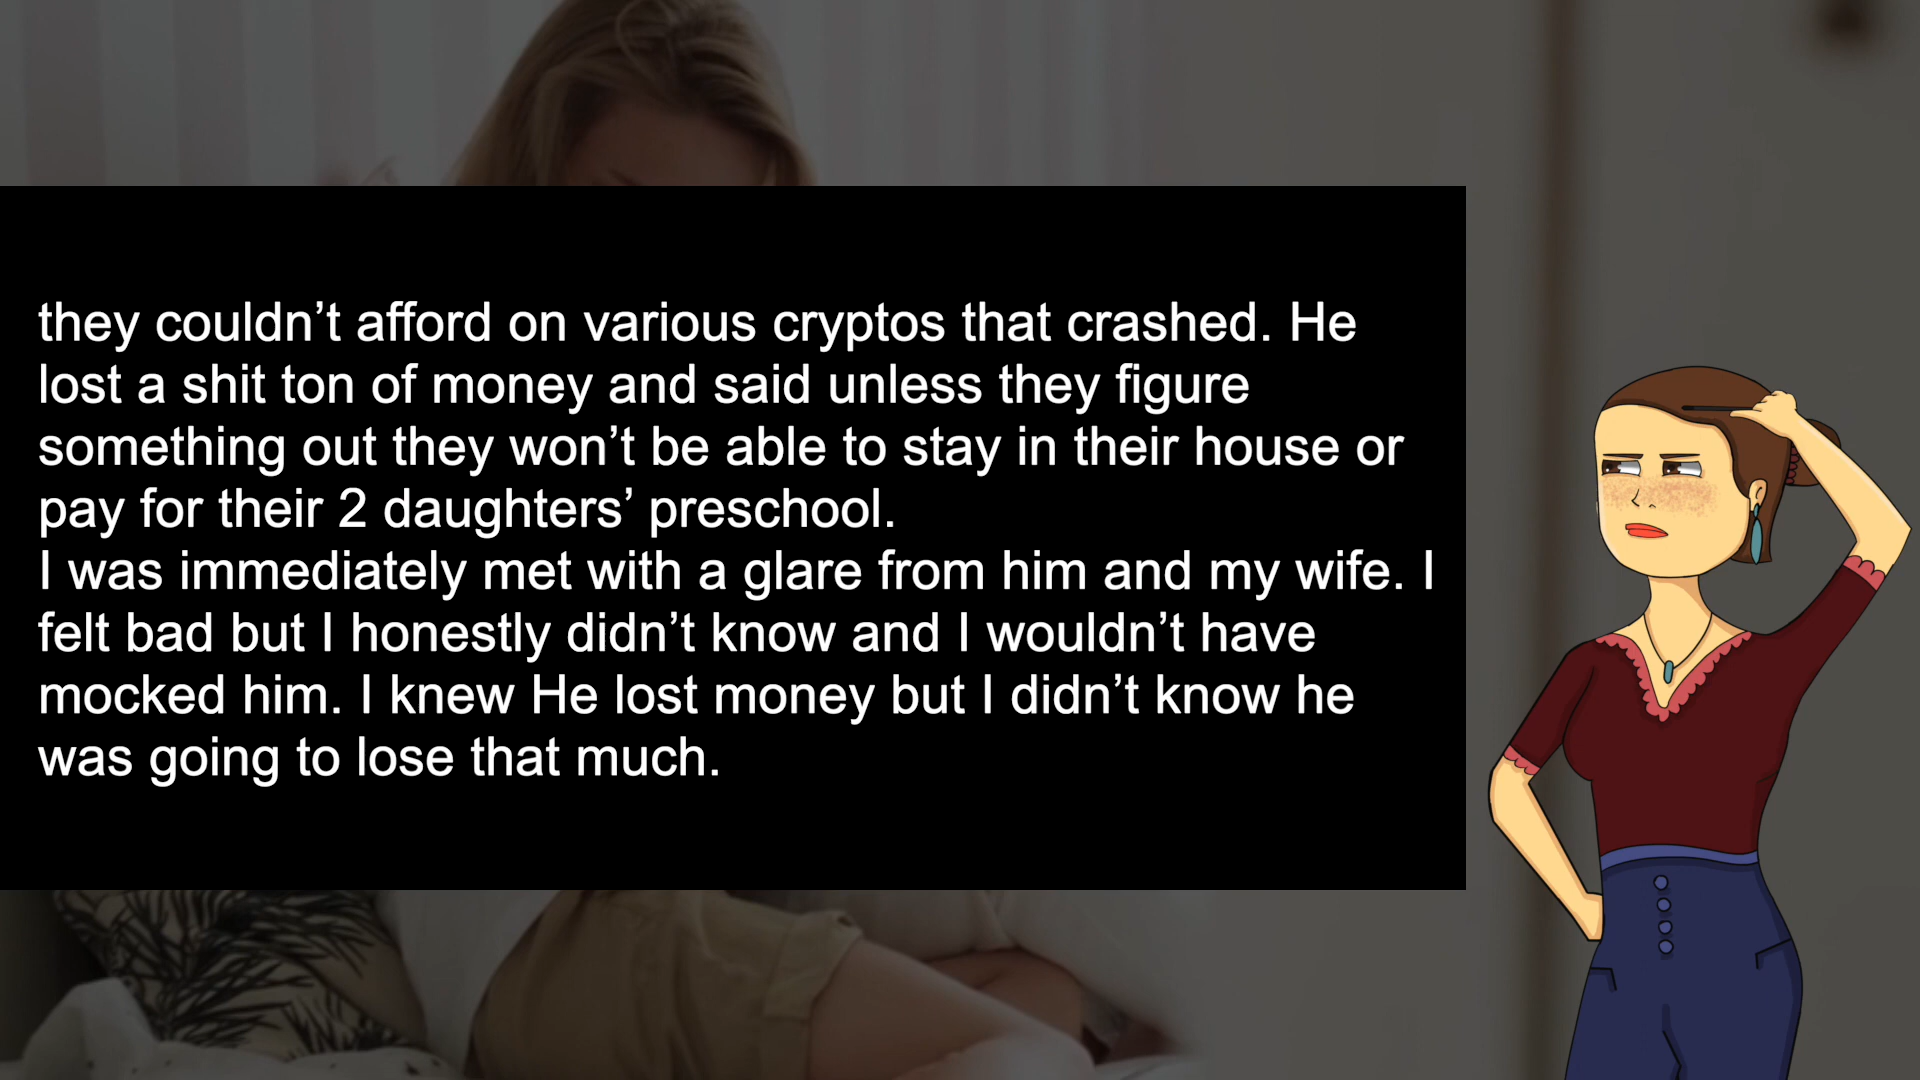 they couldn’t afford on various cryptos that crashed. He
lost a shit ton of money and said unless they figure
something out they won’t be able to stay in their house or
pay for their 2 daughters’ preschool.
I was immediately met with a glare from him and my wife. I
felt bad but I honestly didn’t know and I wouldn’t have
mocked him. I knew He lost money but I didn’t know he
was going to lose that much.